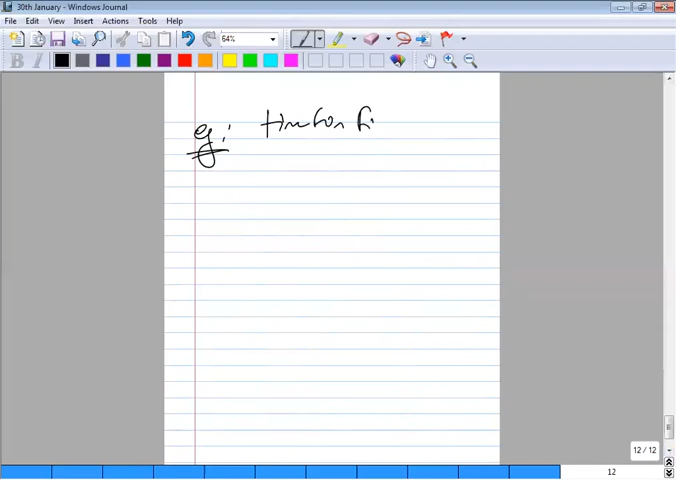 30th January - Windows Journal
File Edit View Insert Actions Tools Help
64%
B I
eg:
12 / 12
12